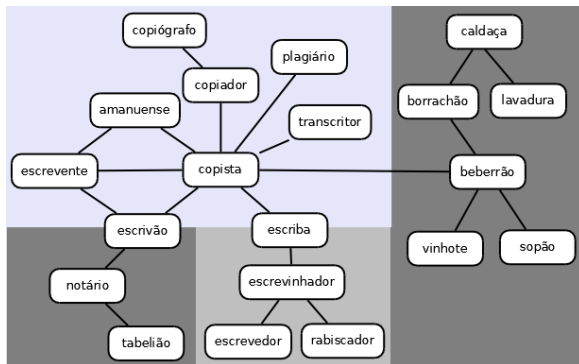 copiógrafo
caldaça
plagiário
copiador
borrachão
lavadura
amanuense
transcritor
escrevente
copista
beberrão
escrivão
escriba
vinhote
sopão
notário
escrevinhador
tabelião
escrevedor
rabiscador